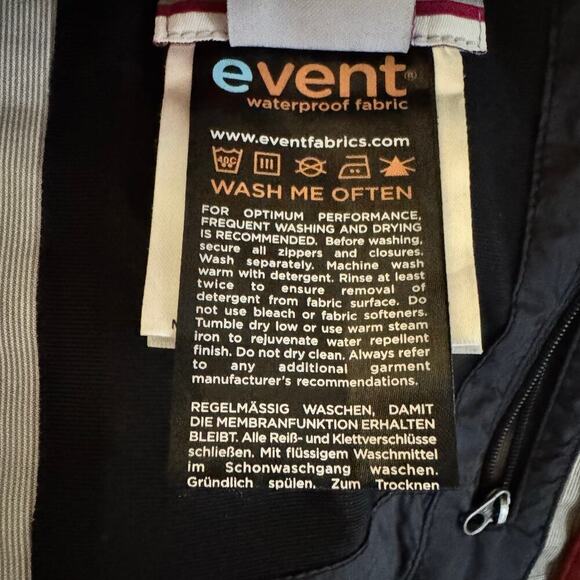 event®
waterproof fabric
www.eventfabrics.com
WASH ME OFTEN
FOR OPTIMUM PERFORMANCE,
FREQUENT WASHING AND DRYING
IS RECOMMENDED. Before washing,
secure all zippers and closures.
Wash separately. Machine wash
warm with detergent. Rinse at least
twice to ensure removal of
detergent from fabric surface. Do
not use bleach or fabric softeners.
Tumble dry low or use warm steam
iron to rejuvenate water repellent
finish. Do not dry clean. Always refer
to any additional garment
manufacturer's recommendations.
REGELMÄSSIG WASCHEN, DAMIT
DIE MEMBRANFUNKTION ERHALTEN
BLEIBT. Alle Reiß- und Klettverschlüsse
schließen. Mit flüssigem Waschmittel
im Schonwaschgang waschen.
Gründlich spülen. Zum Trocknen